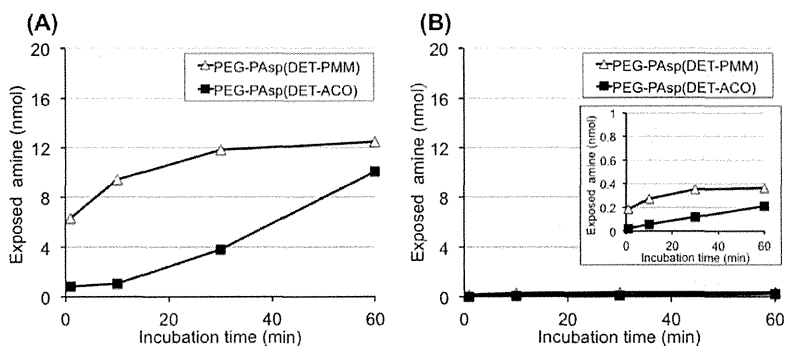 (A)
20
16
12
8
4
0
Exposed amine (nmol)
PEG-PAsp(DET-PMM)
PEG-PAsp(DET-ACO)
0 20 40 60
Incubation time (min)
(B)
20
16
12
8
4
0
Exposed amine (nmol)
PEG-PAsp(DET-PMM)
PEG-PAsp(DET-ACO)
1
0.8
0.6
0.4
0.2
0
Exposed amine (nmol)
0 20 40 60
Incubation time (min)
0 20 40 60
Incubation time (min)